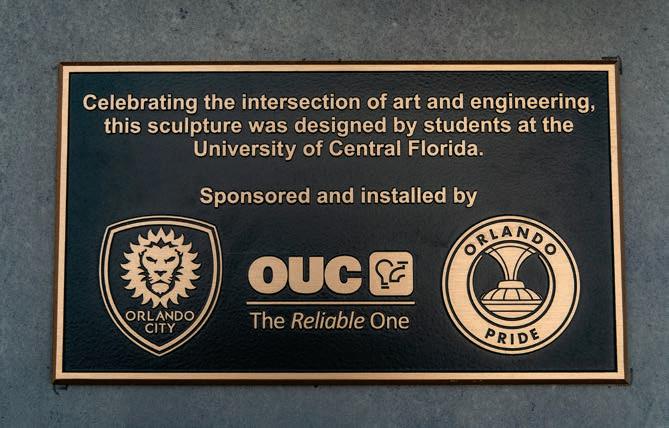 Celebrating the intersection of art and engineering,
this sculpture was designed by students at the
University of Central Florida.
Sponsored and installed by
ORLANDO
CITY
OUC
The Reliable One
ORLANDO
PRIDE